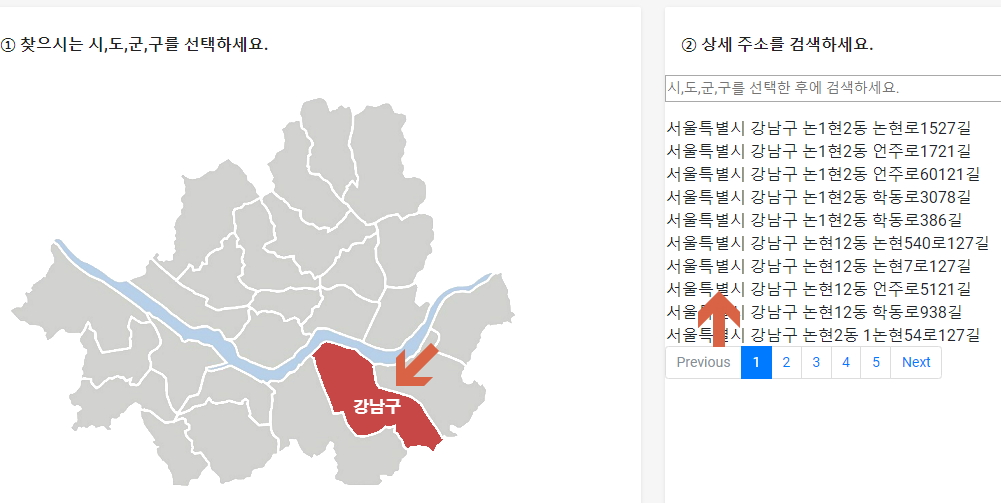 ① 찾으시는 시,도,군,구를 선택하세요.
강남구
② 상세 주소를 검색하세요.
시,도,군,구를 선택한 후에 검색하세요.
서울특별시 강남구 논1현2동 논현로1527길
서울특별시 강남구 논1현2동 언주로1721길
서울특별시 강남구 논1현2동 언주로60121길
서울특별시 강남구 논1현2동 학동로3078길
서울특별시 강남구 논1현2동 학동로386길
서울특별시 강남구 논현12동 논현540로127길
서울특별시 강남구 논현12동 논현7로127길
서울특별시 강남구 논현12동 언주로5121길
서울특별시 강남구 논현12동 학동로938길
서울특별시 강남구 논현2동 1논현54로127길
Previous 1 2 3 4 5 Next